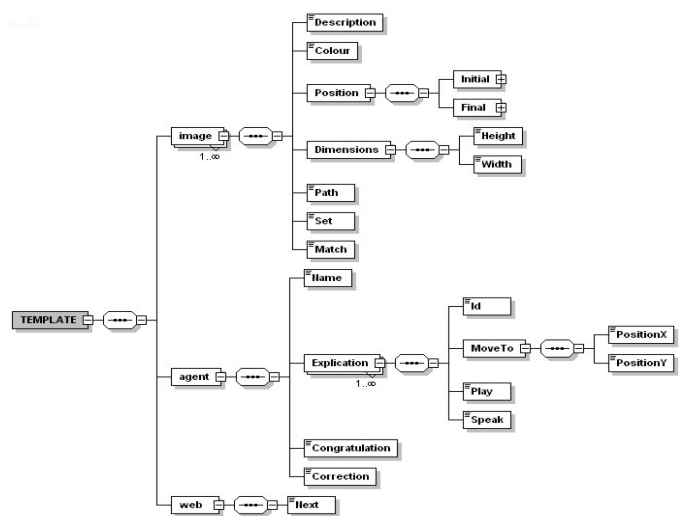 Description
Colour
Position
Initial
Final
image
1..∞
Dimensions
Height
Width
Path
Set
Match
TEMPLATE
agent
Name
Explication
1..∞
Id
MoveTo
PositionX
PositionY
Play
Speak
Congratulation
Correction
web
Next